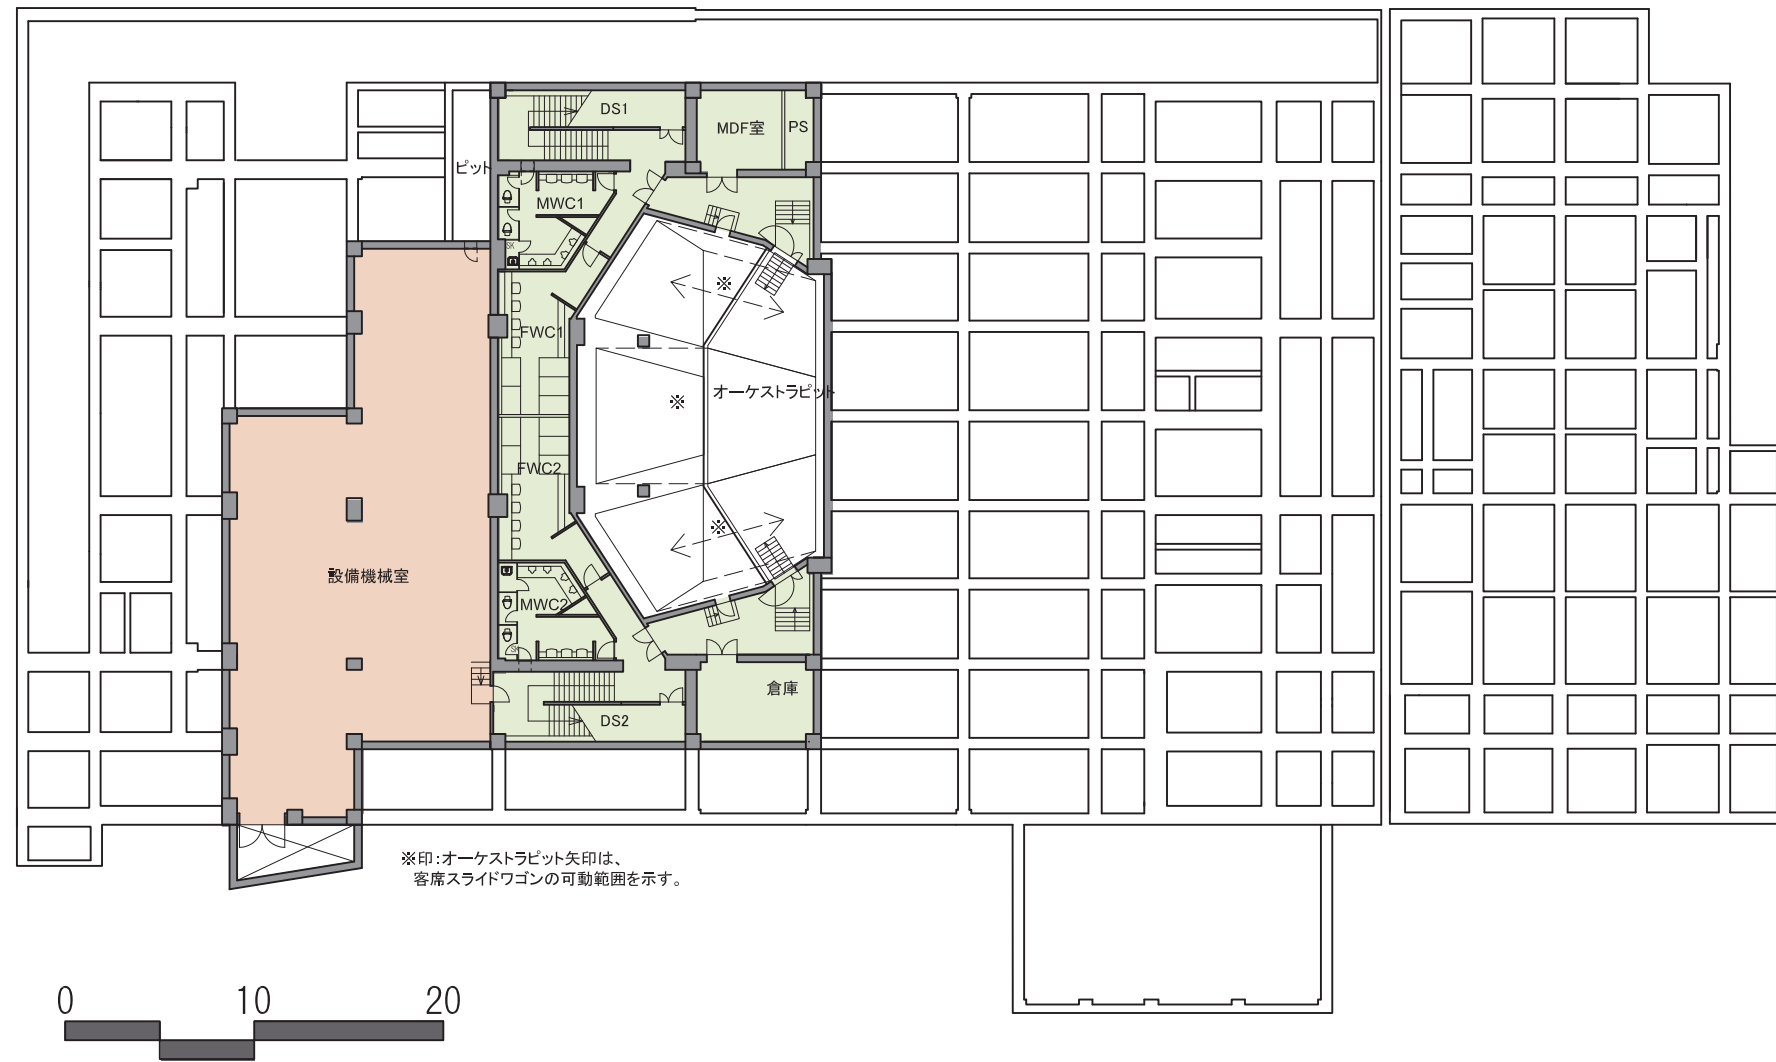 DS1
MDF室
PS
ピット
MWC1
SK
※
FWC1
オーケストラピット
※
FWC2
※
設備機械室
MWC2
SK
倉庫
DS2
※印：オーケストラピット矢印は、
客席スライドワゴンの可動範囲を示す。
0 10 20